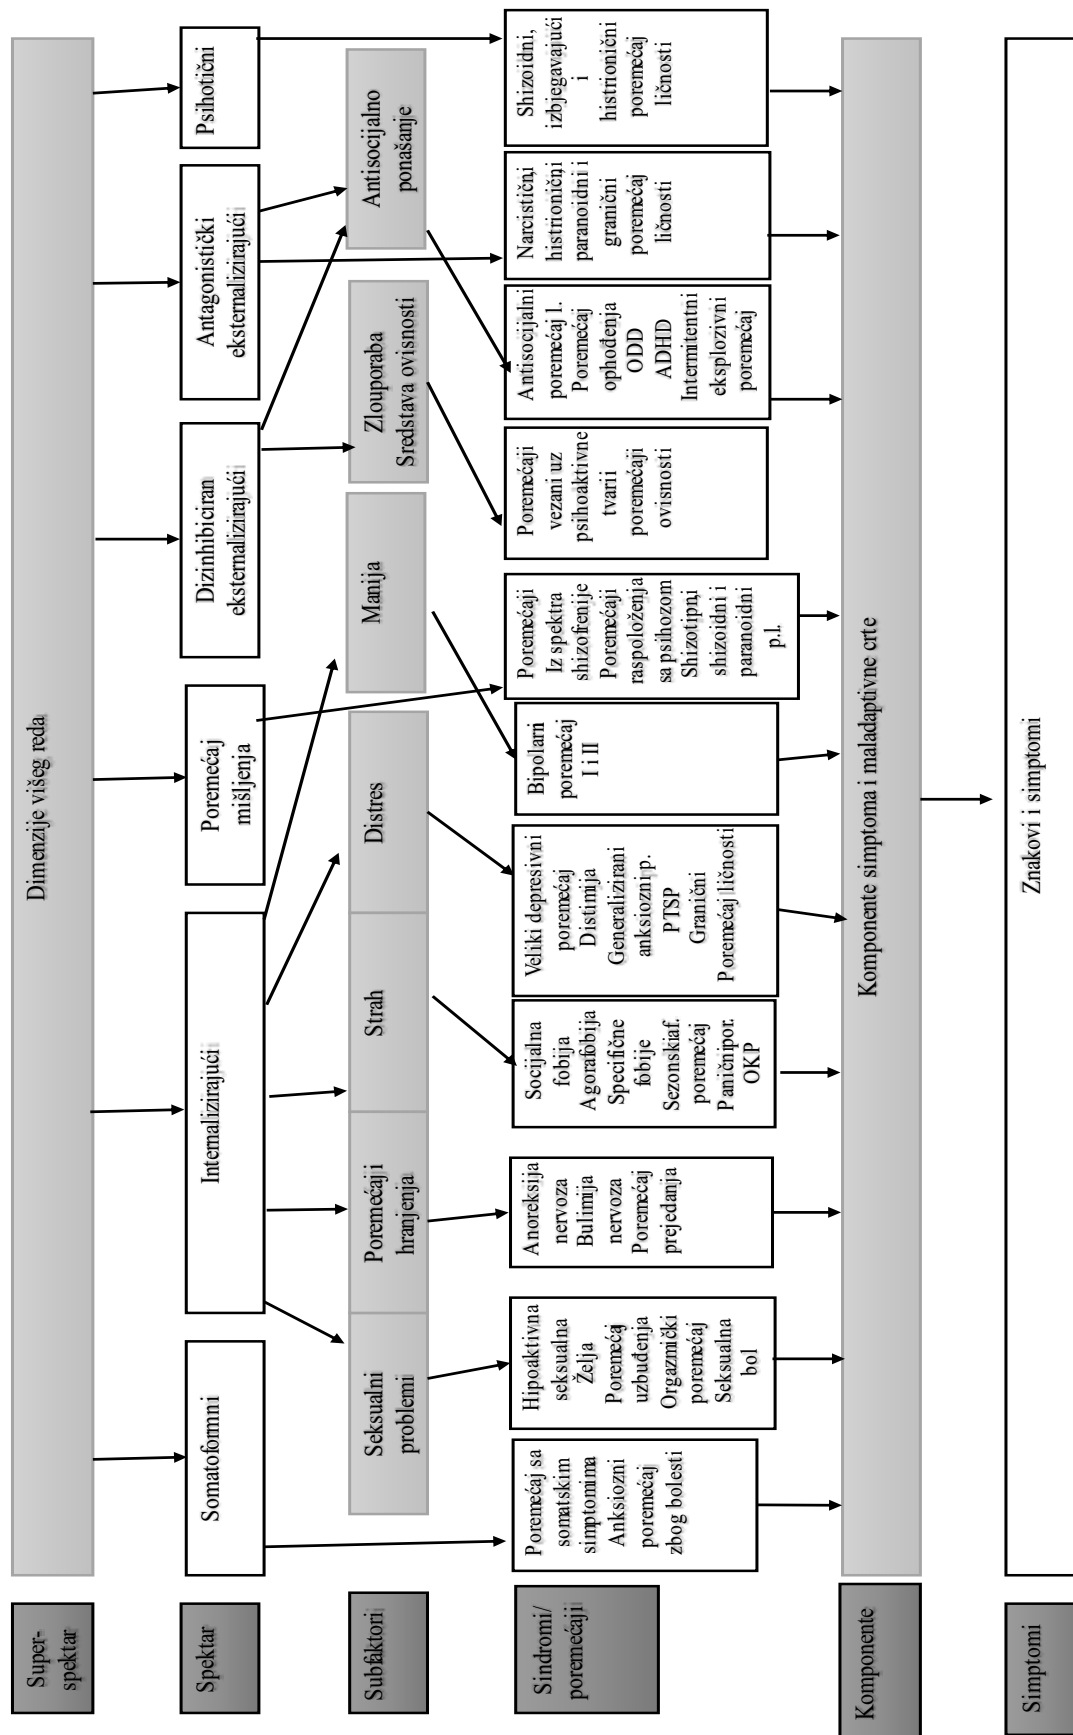 Super-
spektar
Dimenzije višeg reda
Spektar
Somatoformni
Internalizirajući
Poremećaj
mišljenja
Dizinhibiciran
eksternalizirajući
Antagonistički
eksternalizirajući
Psihotični
Subfaktori
Seksualni
problemi
Poremećaji
hranjenja
Strah
Distres
Manija
Zlouporaba
Sredstava ovisnosti
Antisocijalno
ponašanje
Sindromi/
poremećaji
Poremećaj sa
somatskim
simptomima
Anksiozni
poremećaj
zbog bolesti
Hipoaktivna
seksualna
Želja
Poremećaj
uzbuđenja
Orgazmički
poremećaj
Seksualna
bol
Anoreksija
nervoza
Bulimija
nervoza
Poremećaj
prejedanja
Socijalna
fobija
Agorafobija
Specifične
fobije
Sezonski af.
poremećaj
Panični por.
OKP
Veliki depresivni
poremećaj
Distimija
Generalizirani
anksiozni p.
PTSP
Granični
Poremećaj ličnosti
Bipolarni
poremećaj
I i II
Poremećaji
Iz spektra
shizofrenije
Poremećaji
raspoloženja
sa psihozom
Shizotipni,
shizoidni i
paranoidni
p.l.
Poremećaji
vezani uz
psihoaktivne
tvari i
poremećaji
ovisnosti
Antisocijalni
poremećaj l.
Poremećaj
ophođenja
ODD
ADHD
Intermitentni
eksplozivni
poremećaj
Narcistični,
histrionični,
paranoidni i
granični
poremećaj
ličnosti
Shizoidni,
izbjegavajući
i
histrionični
poremećaj
ličnosti
Komponente
Komponente simptoma i maladaptivne crte
Simptomi
Znakovi i simptomi